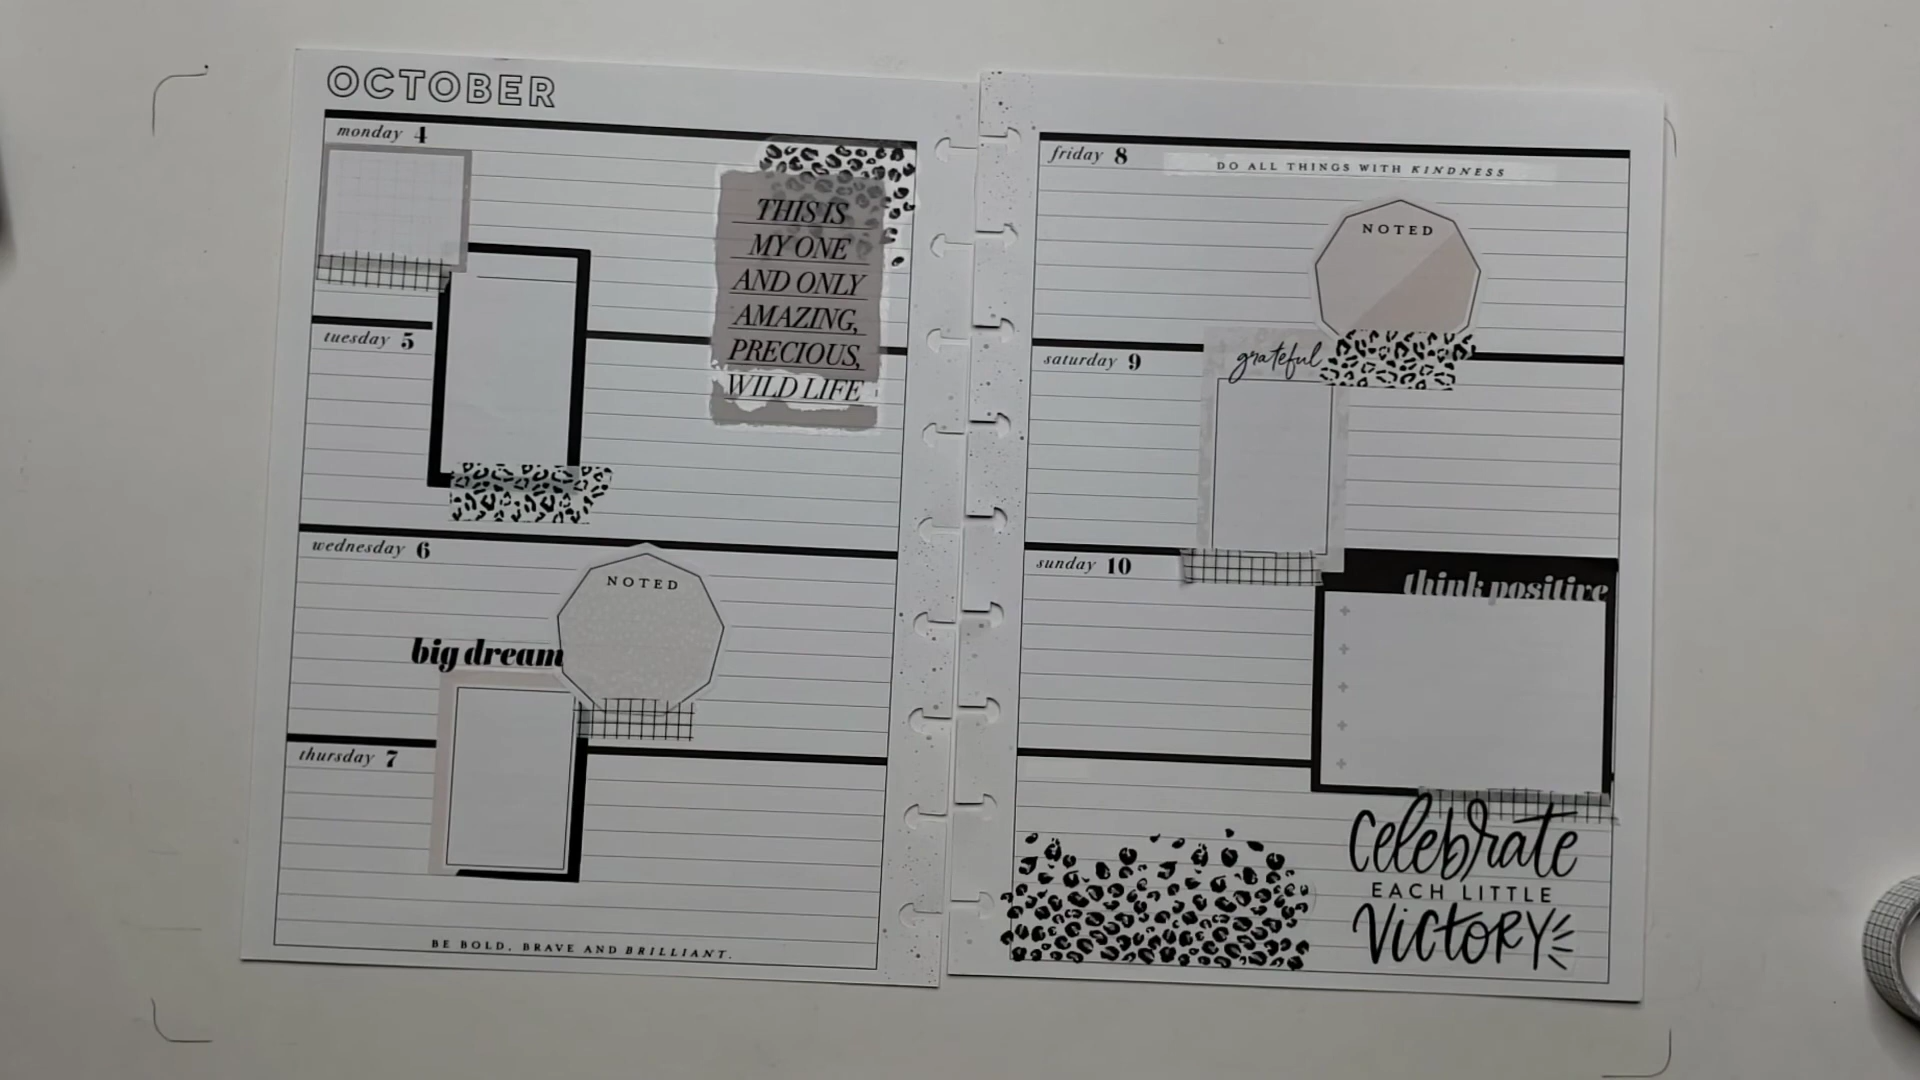 OCTOBER
monday 4
THIS IS
MY ONE
AND ONLY
AMAZING,
PRECIOUS,
WILD LIFE
tuesday 5
wednesday 6
NOTED
big dream
thursday 7
BE BOLD, BRAVE AND BRILLIANT.
friday 8
DO ALL THINGS WITH KINDNESS
NOTED
saturday 9
grateful
sunday 10
think positive
Celebrate
EACH LITTLE
VICTORY